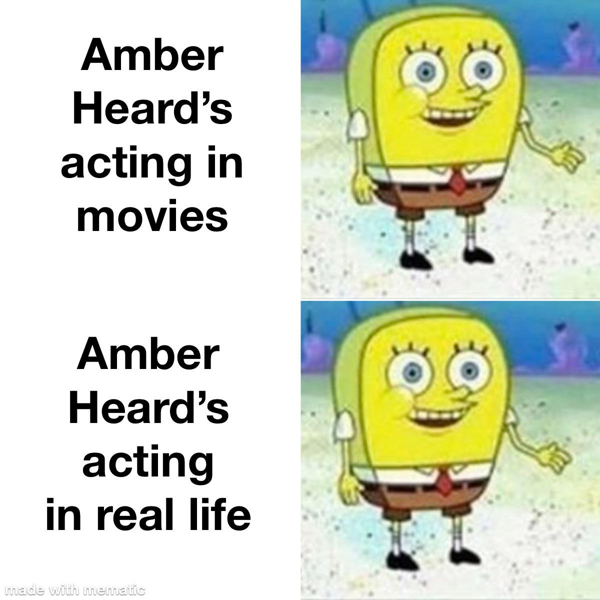 Amber
Heard’s
acting in
movies
Amber
Heard’s
acting
in real life
made with mematic